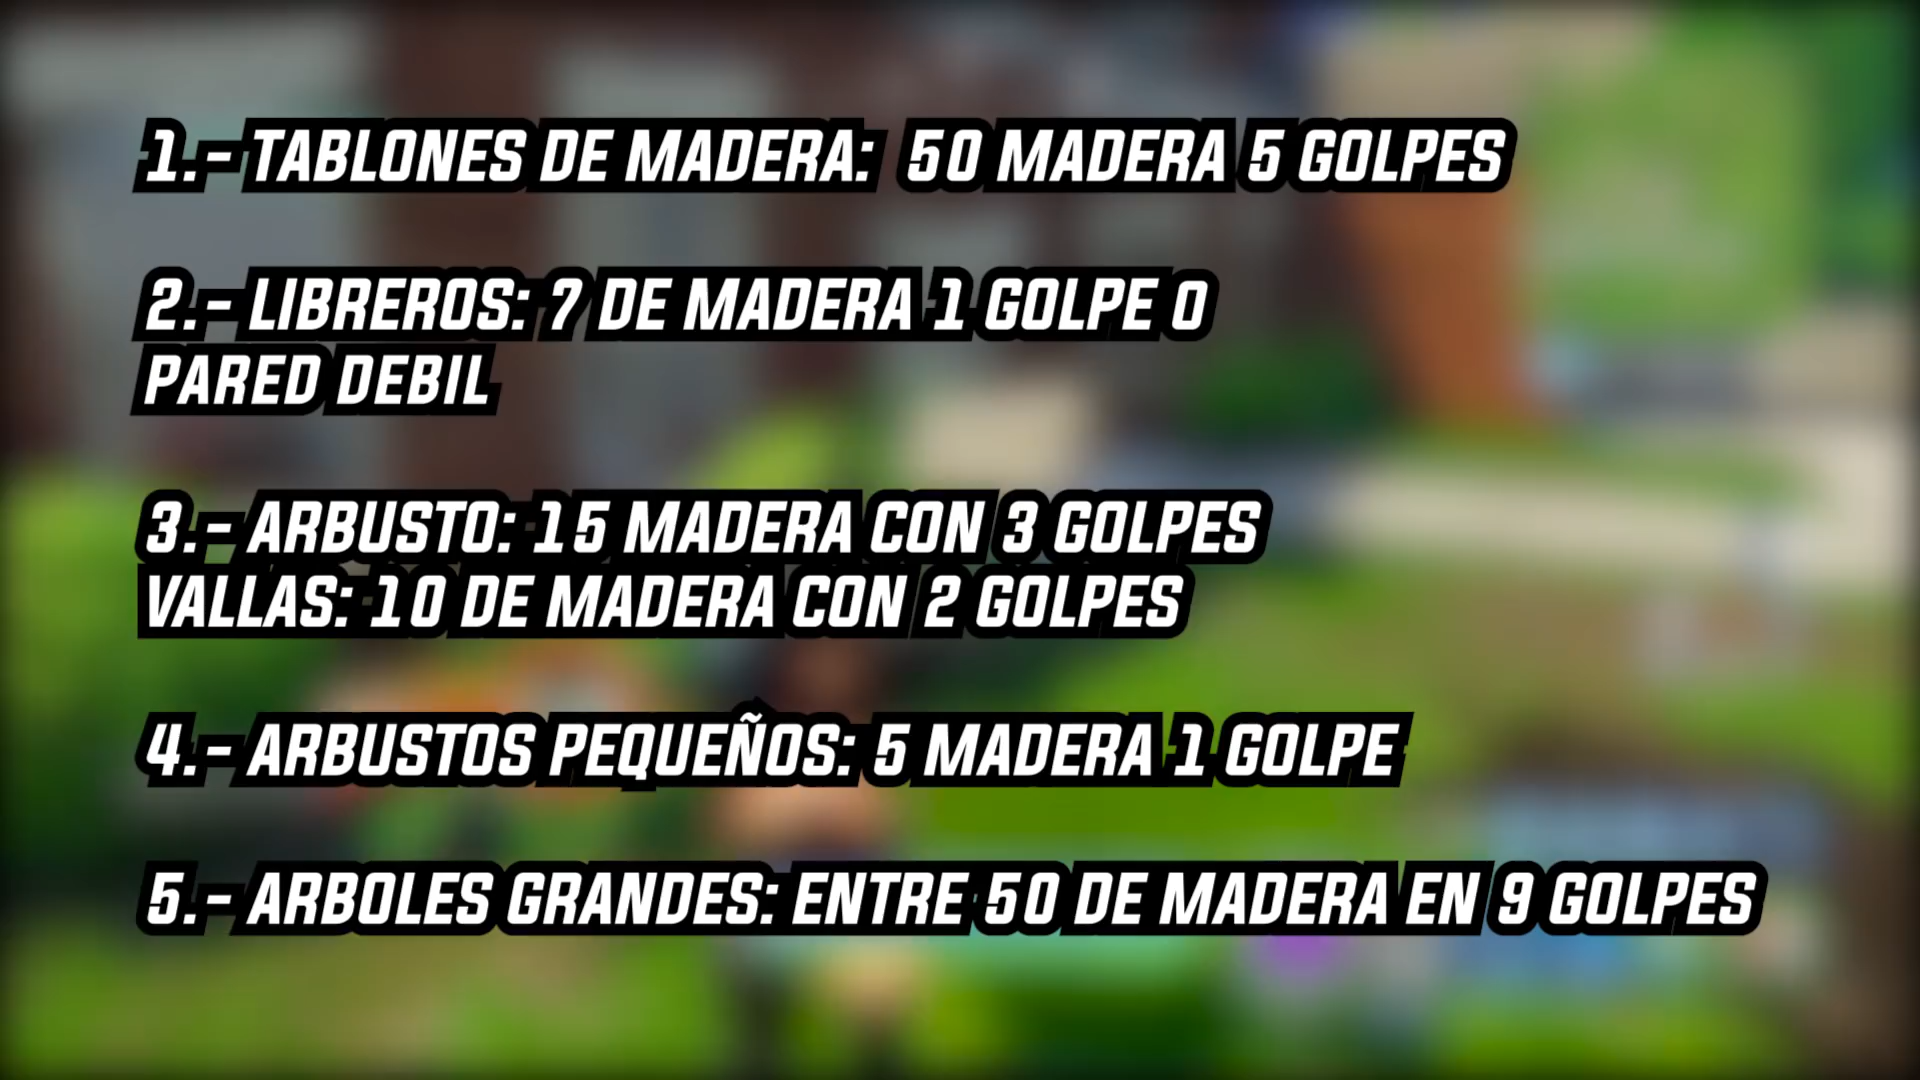 1.- TABLONES DE MADERA: 50 MADERA 5 GOLPES
2.- LIBREROS: 7 DE MADERA 1 GOLPE O
PARED DEBIL
3.- ARBUSTO: 15 MADERA CON 3 GOLPES
VALLAS: 10 DE MADERA CON 2 GOLPES
4.- ARBUSTOS PEQUEÑOS: 5 MADERA 1 GOLPE
5.- ARBOLES GRANDES: ENTRE 50 DE MADERA EN 9 GOLPES